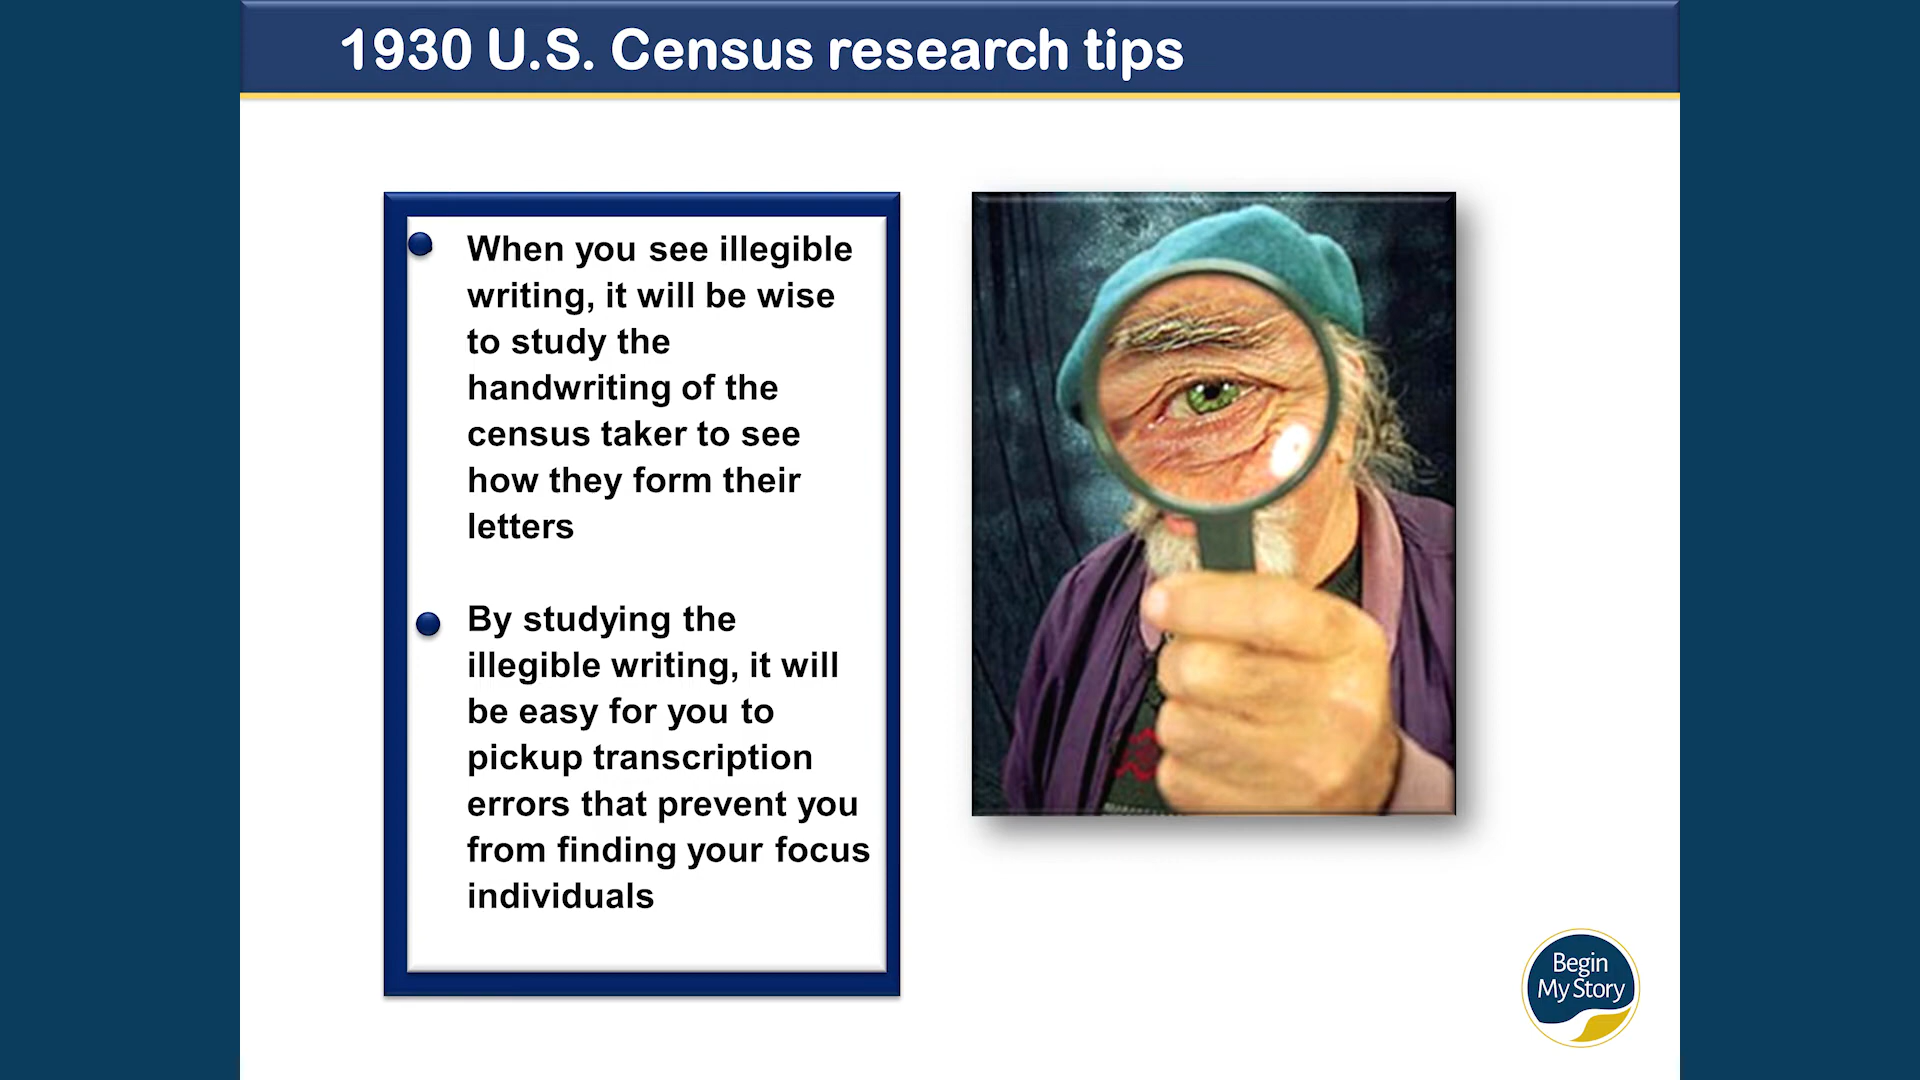 1930 U.S. Census research tips
When you see illegible
writing, it will be wise
to study the
handwriting of the
census taker to see
how they form their
letters
By studying the
illegible writing, it will
be easy for you to
pickup transcription
errors that prevent you
from finding your focus
individuals
Begin
My Story